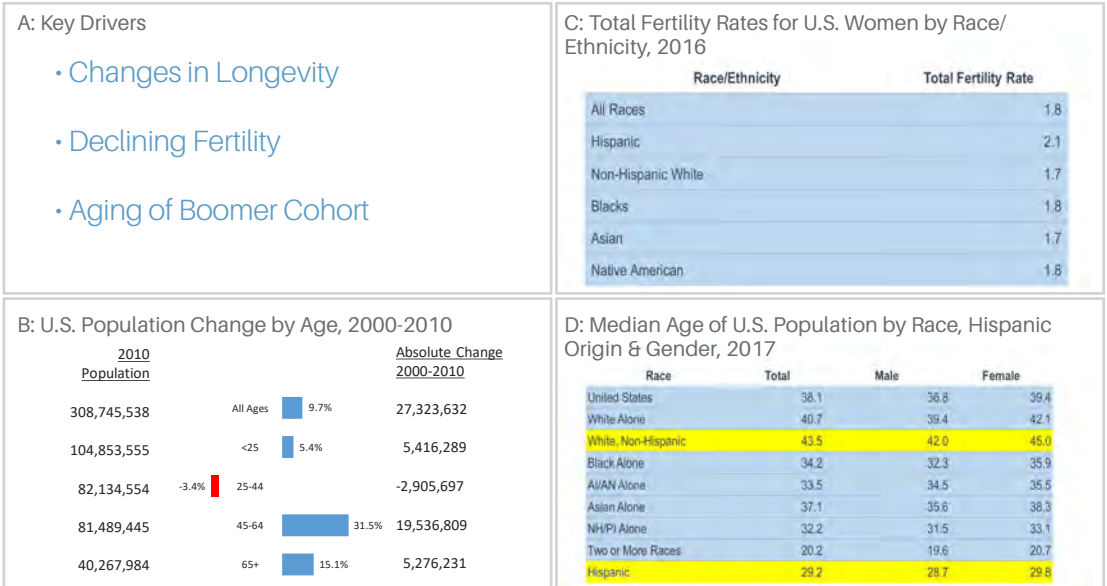 A: Key Drivers
• Changes in Longevity
• Declining Fertility
• Aging of Boomer Cohort
C: Total Fertility Rates for U.S. Women by Race/
Ethnicity, 2016
Race/Ethnicity Total Fertility Rate
All Races 1.8
Hispanic 2.1
Non-Hispanic White 1.7
Blacks 1.8
Asian 1.7
Native American 1.8
B: U.S. Population Change by Age, 2000-2010
2010 Absolute Change
Population 2000-2010
308,745,538 All Ages 9.7% 27,323,632
104,853,555 <25 5.4% 5,416,289
82,134,554 -3.4% 25-44 -2,905,697
81,489,445 45-64 31.5% 19,536,809
40,267,984 65+ 15.1% 5,276,231
D: Median Age of U.S. Population by Race, Hispanic
Origin & Gender, 2017
Race Total Male Female
United States 38.1 36.8 39.4
White Alone 40.7 39.4 42.1
White, Non-Hispanic 43.5 42.0 45.0
Black Alone 34.2 32.3 35.9
AI/AN Alone 33.5 34.5 35.5
Asian Alone 37.1 35.6 38.3
NH/PI Alone 32.2 31.5 33.1
Two or More Races 20.2 19.6 20.7
Hispanic 29.2 28.7 29.8